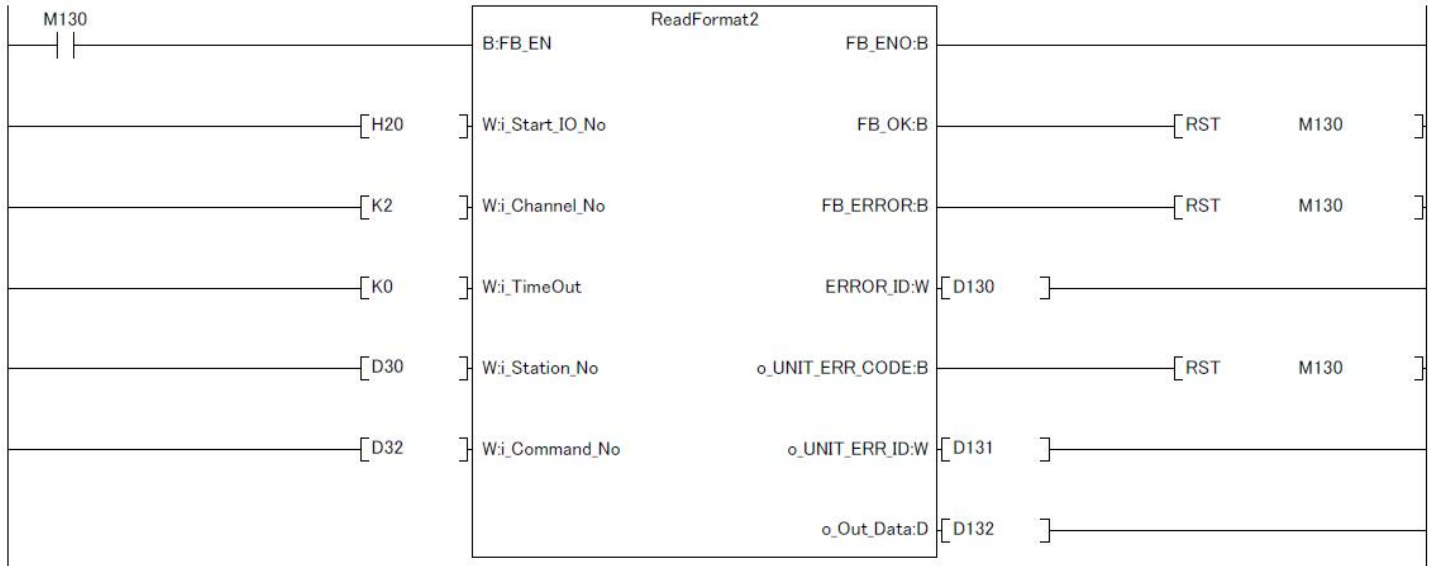 M130
ReadFormat2
B:FB_EN FB_ENO:B
H20 W:i_Start_IO_No FB_OK:B RST M130
K2 W:i_Channel_No FB_ERROR:B RST M130
K0 W:i_TimeOut ERROR_ID:W D130
D30 W:i_Station_No o_UNIT_ERR_CODE:B RST M130
D32 W:i_Command_No o_UNIT_ERR_ID:W D131
o_Out_Data:D D132